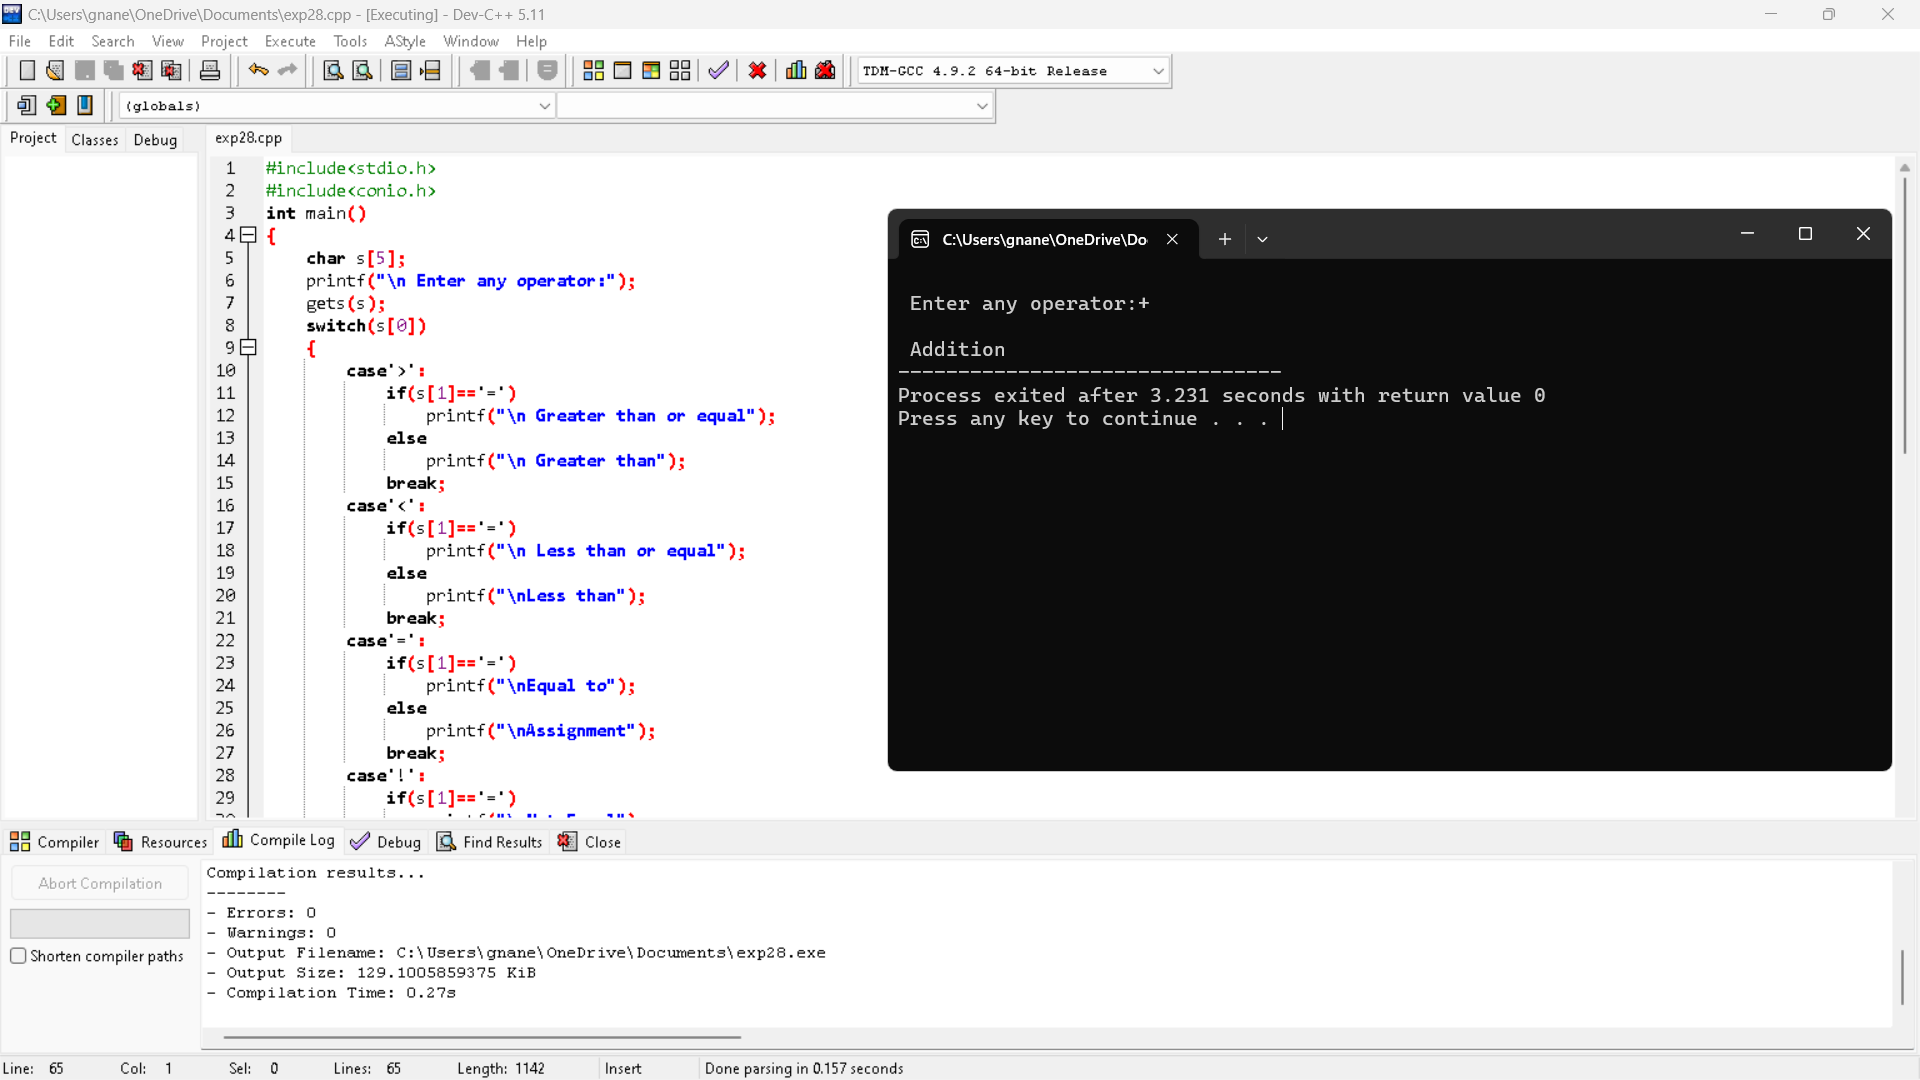 C:\Users\gnane\OneDrive\Documents\exp28.cpp - [Executing] - Dev-C++ 5.11
File Edit Search View Project Execute Tools AStyle Window Help
TDM-GCC 4.9.2 64-bit Release
(globals)
Project Classes Debug
exp28.cpp
1 #include<stdio.h>
2 #include<conio.h>
3 int main()
4 {
5 char s[5];
6 printf("\n Enter any operator:");
7 gets(s);
8 switch(s[0])
9 {
10 case'>':
11 if(s[1]=='=')
12 printf("\n Greater than or equal");
13 else
14 printf("\n Greater than");
15 break;
16 case'<':
17 if(s[1]=='=')
18 printf("\n Less than or equal");
19 else
20 printf("\nLess than");
21 break;
22 case'=':
23 if(s[1]=='=')
24 printf("\nEqual to");
25 else
26 printf("\nAssignment");
27 break;
28 case'!':
29 if(s[1]=='=')
C:\Users\gnane\OneDrive\Do
Enter any operator:+
Addition
--------------------------------
Process exited after 3.231 seconds with return value 0
Press any key to continue . . .
Compiler Resources Compile Log Debug Find Results Close
Abort Compilation
Shorten compiler paths
Compilation results...
--------
- Errors: 0
- Warnings: 0
- Output Filename: C:\Users\gnane\OneDrive\Documents\exp28.exe
- Output Size: 129.1005859375 KiB
- Compilation Time: 0.27s
Line: 65 Col: 1 Sel: 0 Lines: 65 Length: 1142 Insert Done parsing in 0.157 seconds